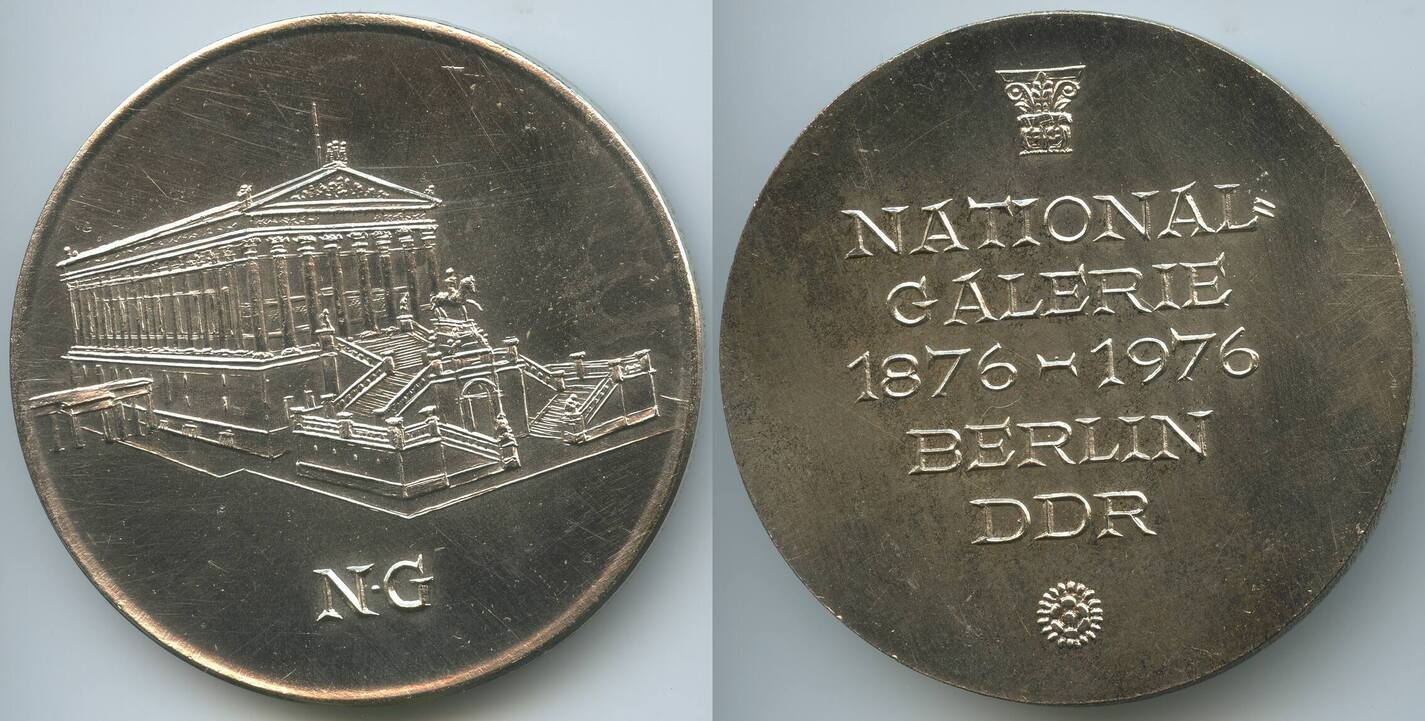 N·G
NATIONAL=
GALERIE
1876-1976
BERLIN
DDR